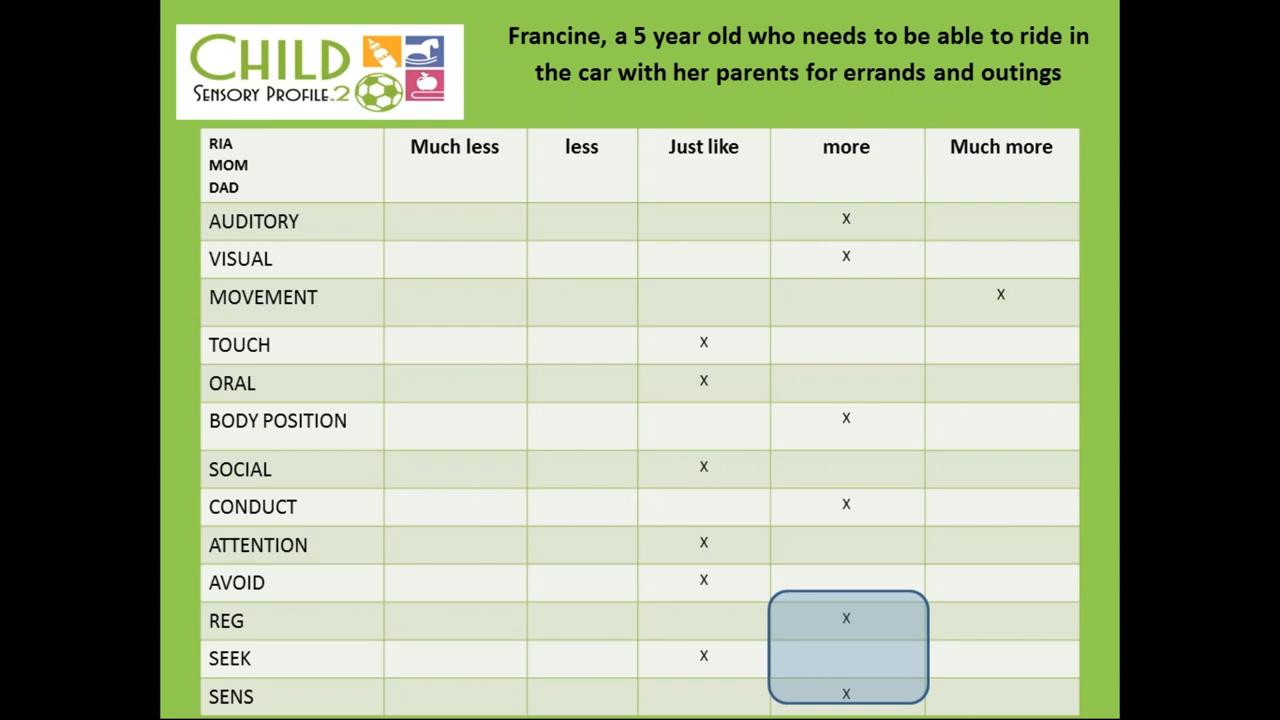 CHILD
SENSORY PROFILE 2
Francine, a 5 year old who needs to be able to ride in
the car with her parents for errands and outings
RIA
MOM
DAD
Much less less Just like more Much more
AUDITORY X
VISUAL X
MOVEMENT X
TOUCH X
ORAL X
BODY POSITION X
SOCIAL X
CONDUCT X
ATTENTION X
AVOID X
REG X
SEEK X
SENS X